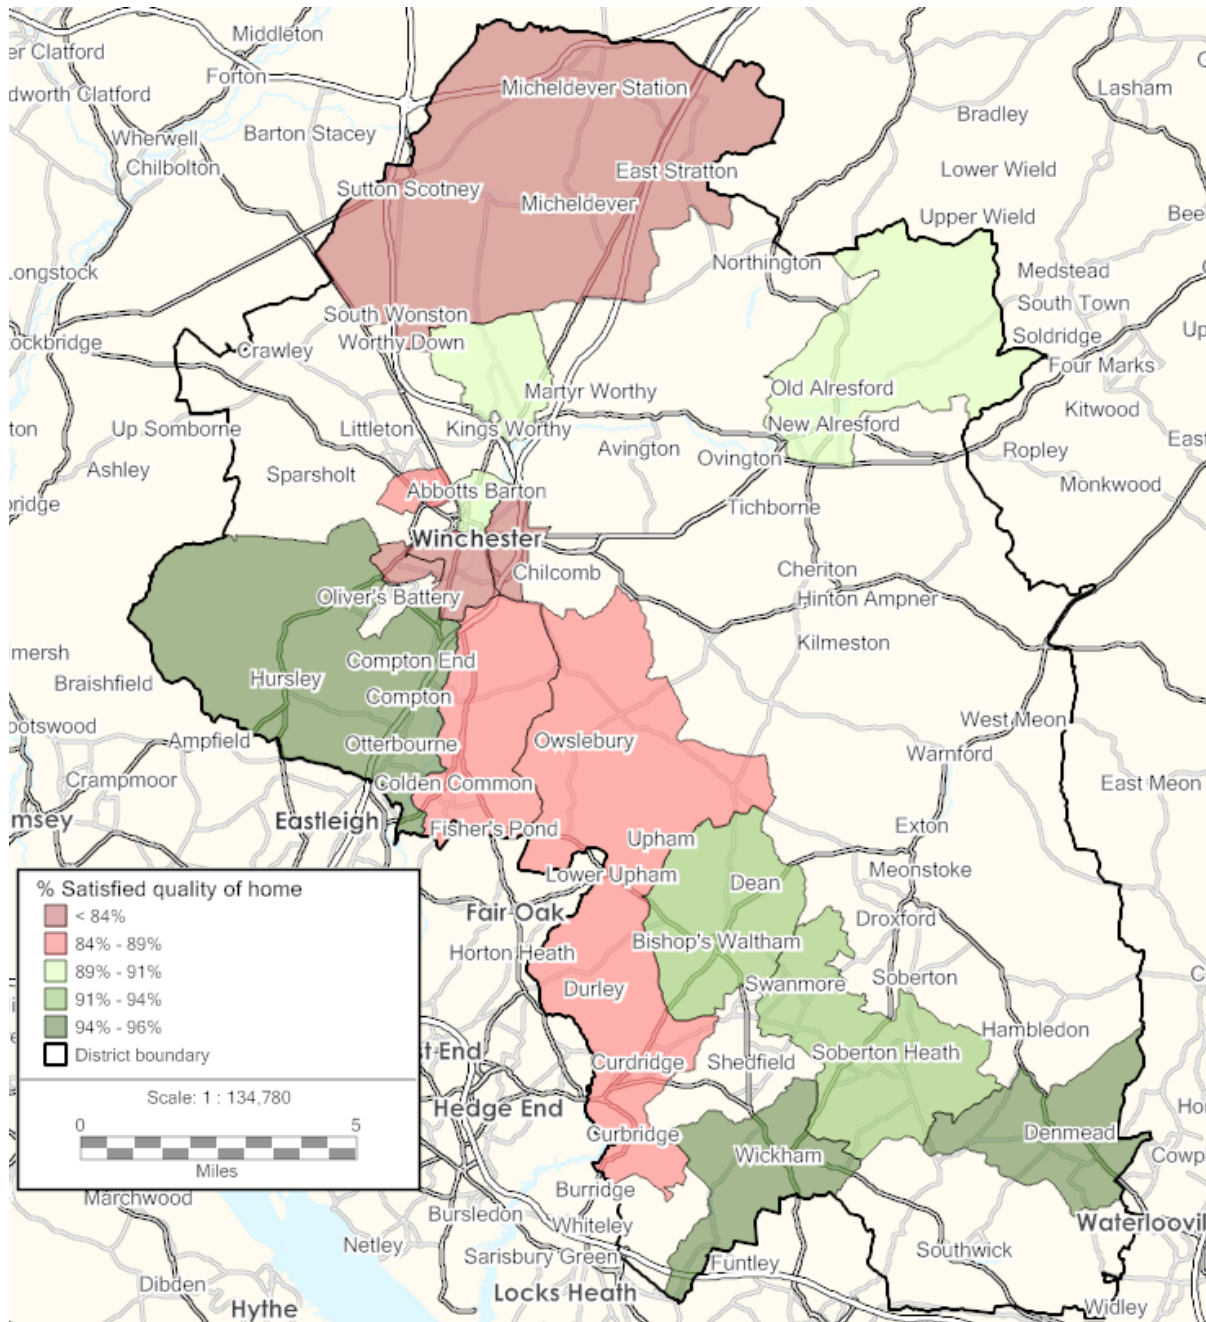 Middleton
er Clatford
Forton
Micheldever Station
Lasham
dworth Clatford
Bradley
Barton Stacey
Wherwell
Chilbolton
East Stratton
Lower Wield
Sutton Scotney
Micheldever
Upper Wield
Northington
Longstock
Medstead
South Town
South Wonston
Soldridge
ockbridge
Worthy Down
Crawley
Four Marks
Old Alresford
Martyr Worthy
Kitwood
New Alresford
Up Somborne
Littleton
Kings Worthy
ton
Avington
Ropley
Ovington
Ashley
Sparsholt
Monkwood
Abbotts Barton
bridge
Tichborne
Winchester
Chilcomb
Cheriton
Oliver's Battery
Hinton Ampner
Kilmeston
mersh
Compton End
Hursley
Braishfield
Compton
West Meon
ootswood
Ampfield
Otterbourne
Owslebury
Warnford
Crampmoor
Colden Common
East Meon
msey
Eastleigh
Fisher's Pond
Exton
Upham
Lower Upham
Dean
Meonstoke
Fair Oak
Droxford
Horton Heath
Bishop's Waltham
Durley
Swanmore
Soberton
Hambledon
st End
Curdridge
Shedfield
Soberton Heath
Hedge End
Curbridge
Wickham
Denmead
Cowp
Burridge
Marchwood
Bursledon
Whiteley
Waterloovil
Netley
Sarisbury Green
Funtley
Southwick
Dibden
Locks Heath
Hythe
Widley
% Satisfied quality of home
< 84%
84% - 89%
89% - 91%
91% - 94%
94% - 96%
District boundary
Scale: 1 : 134,780
0 5
Miles